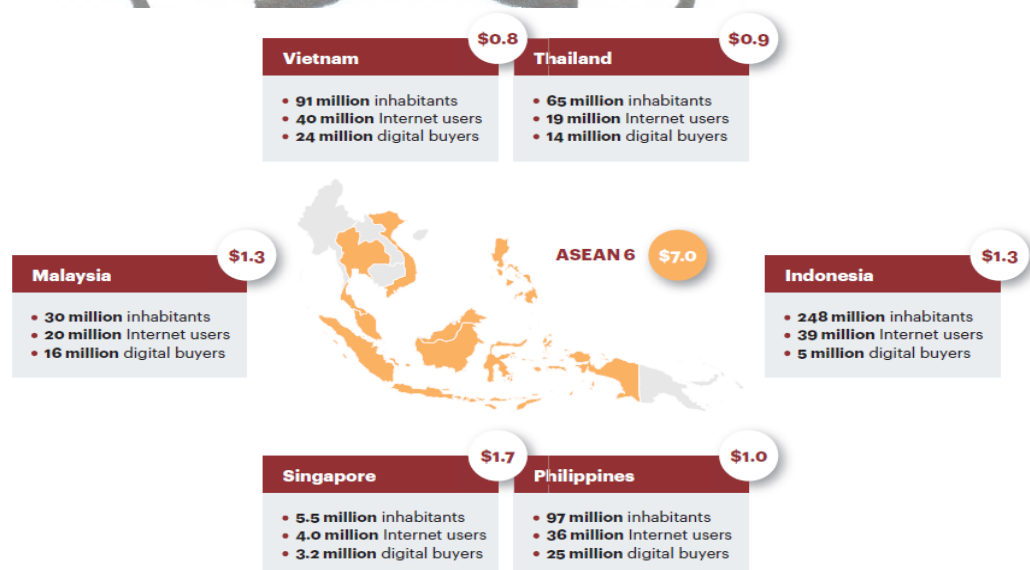 $0.8
Vietnam
• 91 million inhabitants
• 40 million Internet users
• 24 million digital buyers
$0.9
Thailand
• 65 million inhabitants
• 19 million Internet users
• 14 million digital buyers
$1.3
Malaysia
• 30 million inhabitants
• 20 million Internet users
• 16 million digital buyers
ASEAN 6 $7.0
$1.3
Indonesia
• 248 million inhabitants
• 39 million Internet users
• 5 million digital buyers
$1.7
Singapore
• 5.5 million inhabitants
• 4.0 million Internet users
• 3.2 million digital buyers
$1.0
Philippines
• 97 million inhabitants
• 36 million Internet users
• 25 million digital buyers